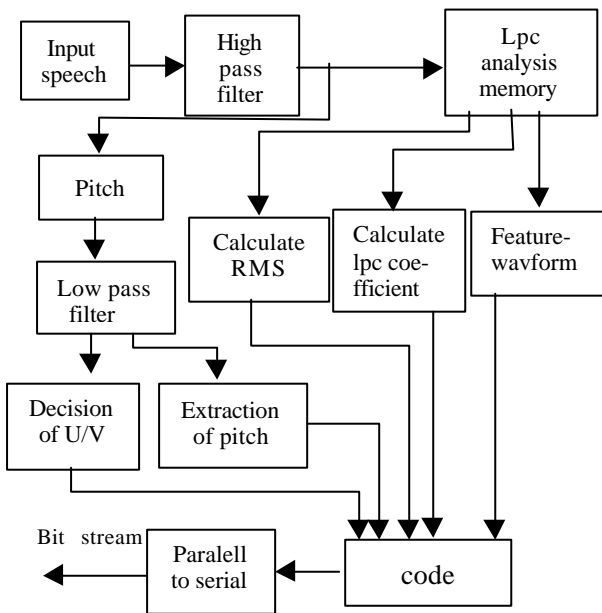 Input
speech
High
pass
filter
Lpc
analysis
memory
Pitch
Calculate
RMS
Calculate
lpc coe-
fficient
Feature-
wavform
Low pass
filter
Decision
of U/V
Extraction
of pitch
Bit stream
Paralell
to serial
code